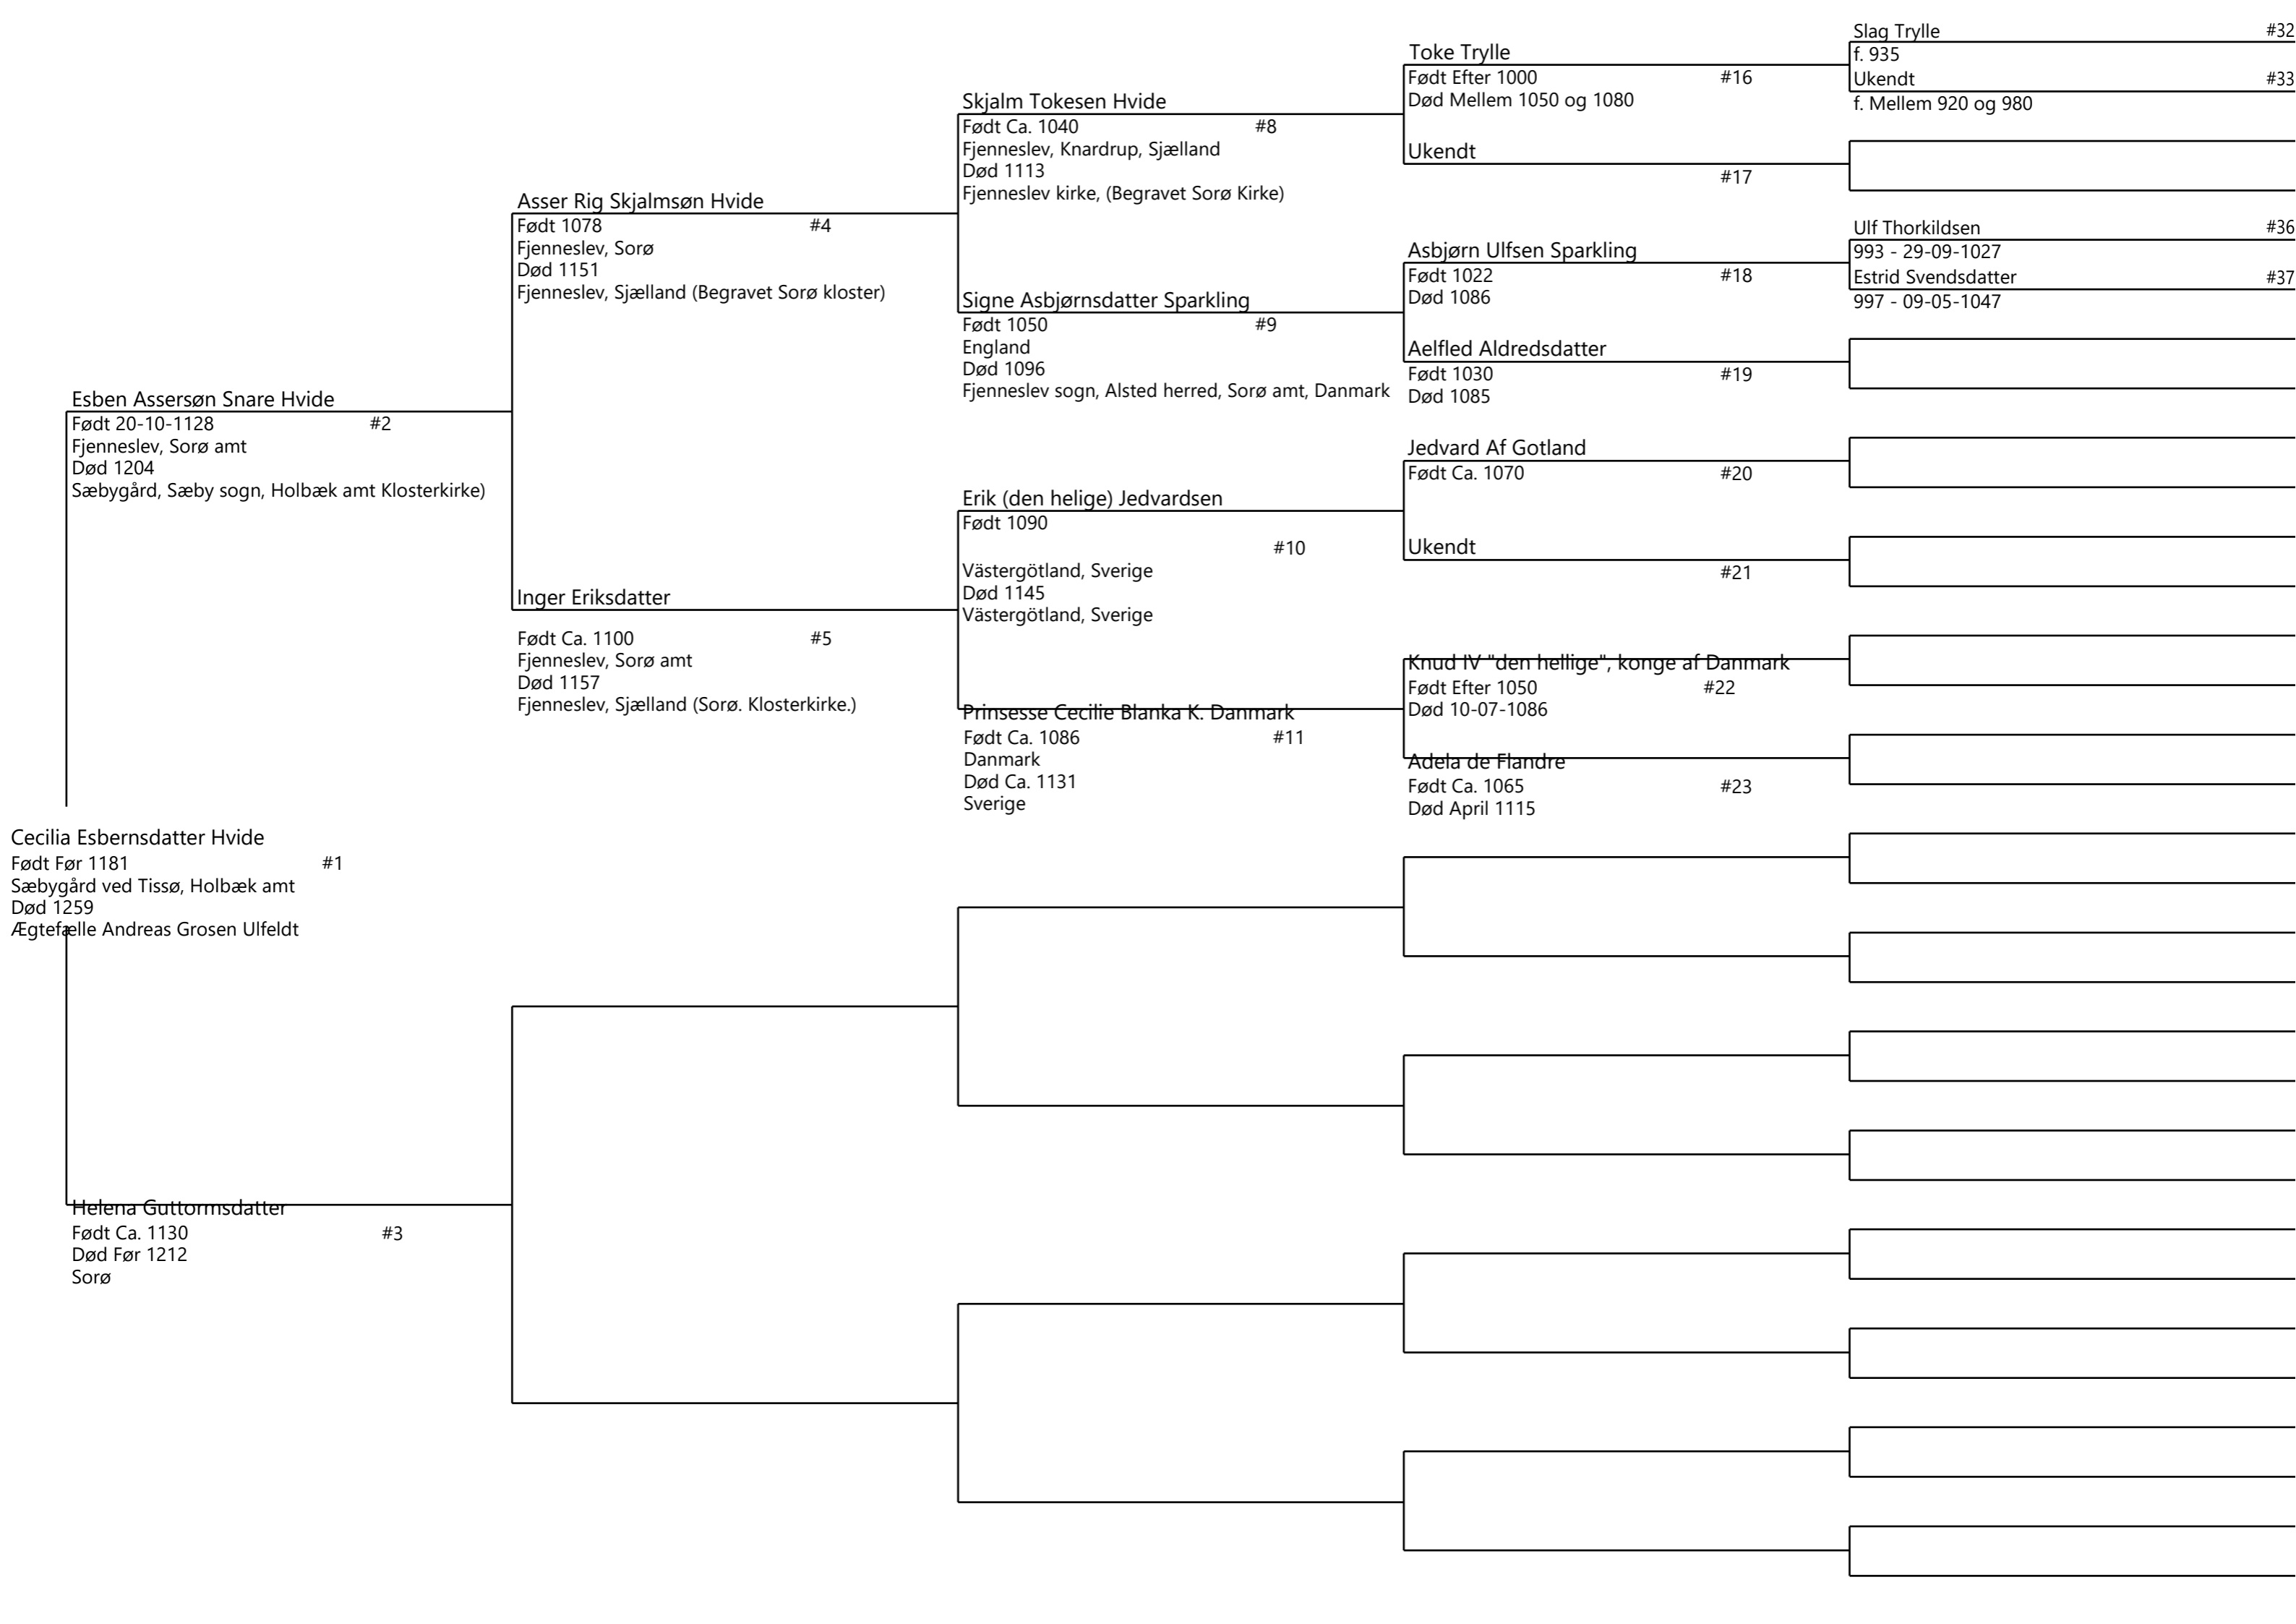 Cecilia Esbernsdatter Hvide
Født Før 1181 #1
Sæbygård ved Tissø, Holbæk amt
Død 1259
Ægtefælle Andreas Grosen Ulfeldt
Esben Assersøn Snare Hvide
Født 20-10-1128 #2
Fjenneslev, Sorø amt
Død 1204
Sæbygård, Sæby sogn, Holbæk amt Klosterkirke)
Helena Guttormsdatter
Født Ca. 1130 #3
Død Før 1212
Sorø
Asser Rig Skjalmsøn Hvide
Født 1078 #4
Fjenneslev, Sorø
Død 1151
Fjenneslev, Sjælland (Begravet Sorø kloster)
Inger Eriksdatter
Født Ca. 1100 #5
Fjenneslev, Sorø amt
Død 1157
Fjenneslev, Sjælland (Sorø. Klosterkirke.)
Skjalm Tokesen Hvide
Født Ca. 1040 #8
Fjenneslev, Knardrup, Sjælland
Død 1113
Fjenneslev kirke, (Begravet Sorø Kirke)
Signe Asbjørnsdatter Sparkling
Født 1050 #9
England
Død 1096
Fjenneslev sogn, Alsted herred, Sorø amt, Danmark
Erik (den helige) Jedvardsen
Født 1090
#10
Västergötland, Sverige
Død 1145
Västergötland, Sverige
Prinsesse Cecilie Blanka K. Danmark
Født Ca. 1086 #11
Danmark
Død Ca. 1131
Sverige
Toke Trylle
Født Efter 1000 #16
Død Mellem 1050 og 1080
Ukendt
#17
Asbjørn Ulfsen Sparkling
Født 1022 #18
Død 1086
Aelfled Aldredsdatter
Født 1030 #19
Død 1085
Jedvard Af Gotland
Født Ca. 1070 #20
Ukendt
#21
Knud IV "den hellige", konge af Danmark
Født Efter 1050 #22
Død 10-07-1086
Adela de Flandre
Født Ca. 1065 #23
Død April 1115
Slag Trylle #32
f. 935
Ukendt #33
f. Mellem 920 og 980
Ulf Thorkildsen #36
993 - 29-09-1027
Estrid Svendsdatter #37
997 - 09-05-1047